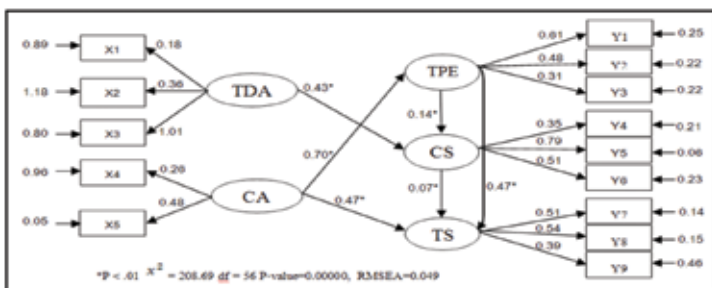 0.89 X1 0.18
1.18 X2 0.36
0.80 X3 1.01
0.96 X4 0.26
0.05 X5 0.48
TDA 0.43*
CA 0.70* 0.47*
TPE 0.14*
CS 0.07* 0.47*
TS
0.61 Y1 0.25
0.48 Y2 0.22
0.31 Y3 0.22
0.35 Y4 0.21
0.79 Y5 0.06
0.51 Y6 0.23
0.51 Y7 0.14
0.54 Y8 0.15
0.39 Y9 0.46
*P < .01 x² = 208.69 df = 56 P-value=0.00000, RMSEA=0.049